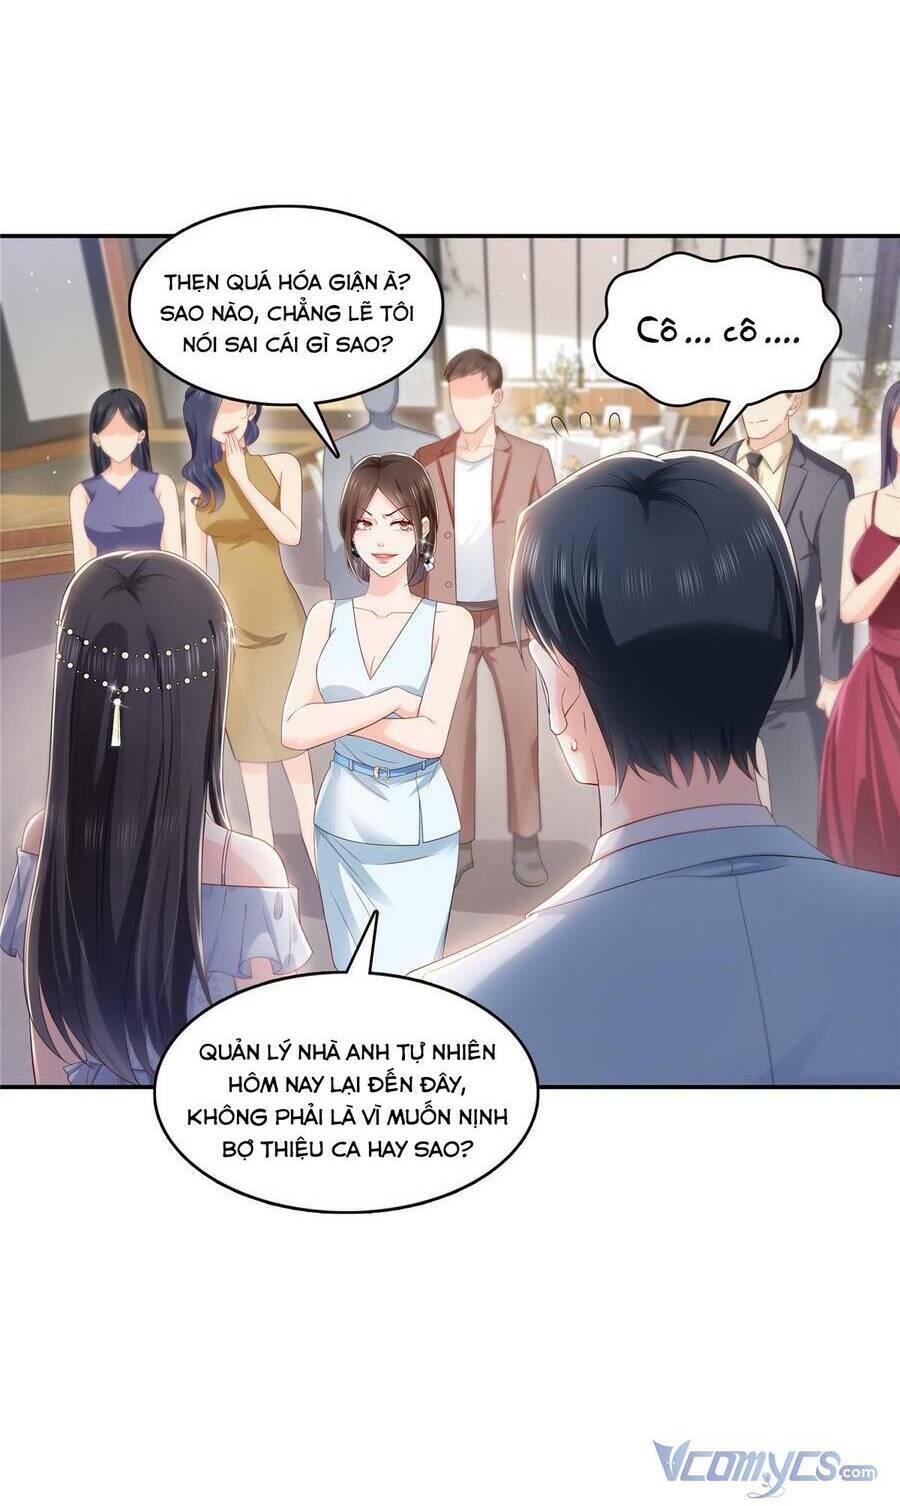 THẸN QUÁ HÓA GIẬN À?
SAO NÀO, CHẲNG LẼ TÔI
NÓI SAI CÁI GÌ SAO?
CÔ... CÔ....
QUẢN LÝ NHÀ ANH TỰ NHIÊN
HÔM NAY LẠI ĐẾN ĐÂY,
KHÔNG PHẢI LÀ VÌ MUỐN NỊNH
BỢ THIỆU CA HAY SAO?
VCOMYCS.com